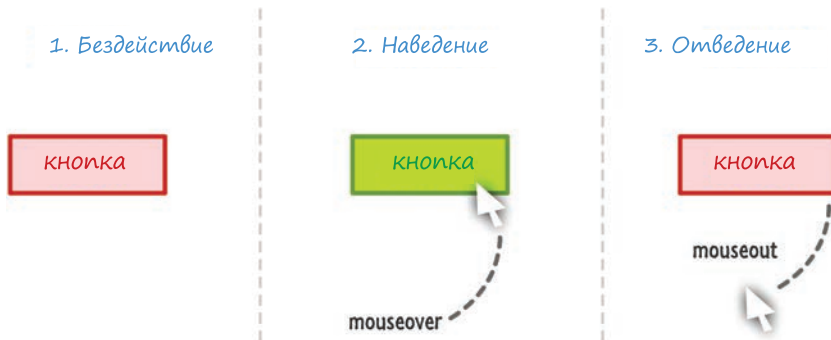 1. Бездействие
2. Наведение
3. Отведение
кнопка
кнопка
кнопка
mouseout
mouseover